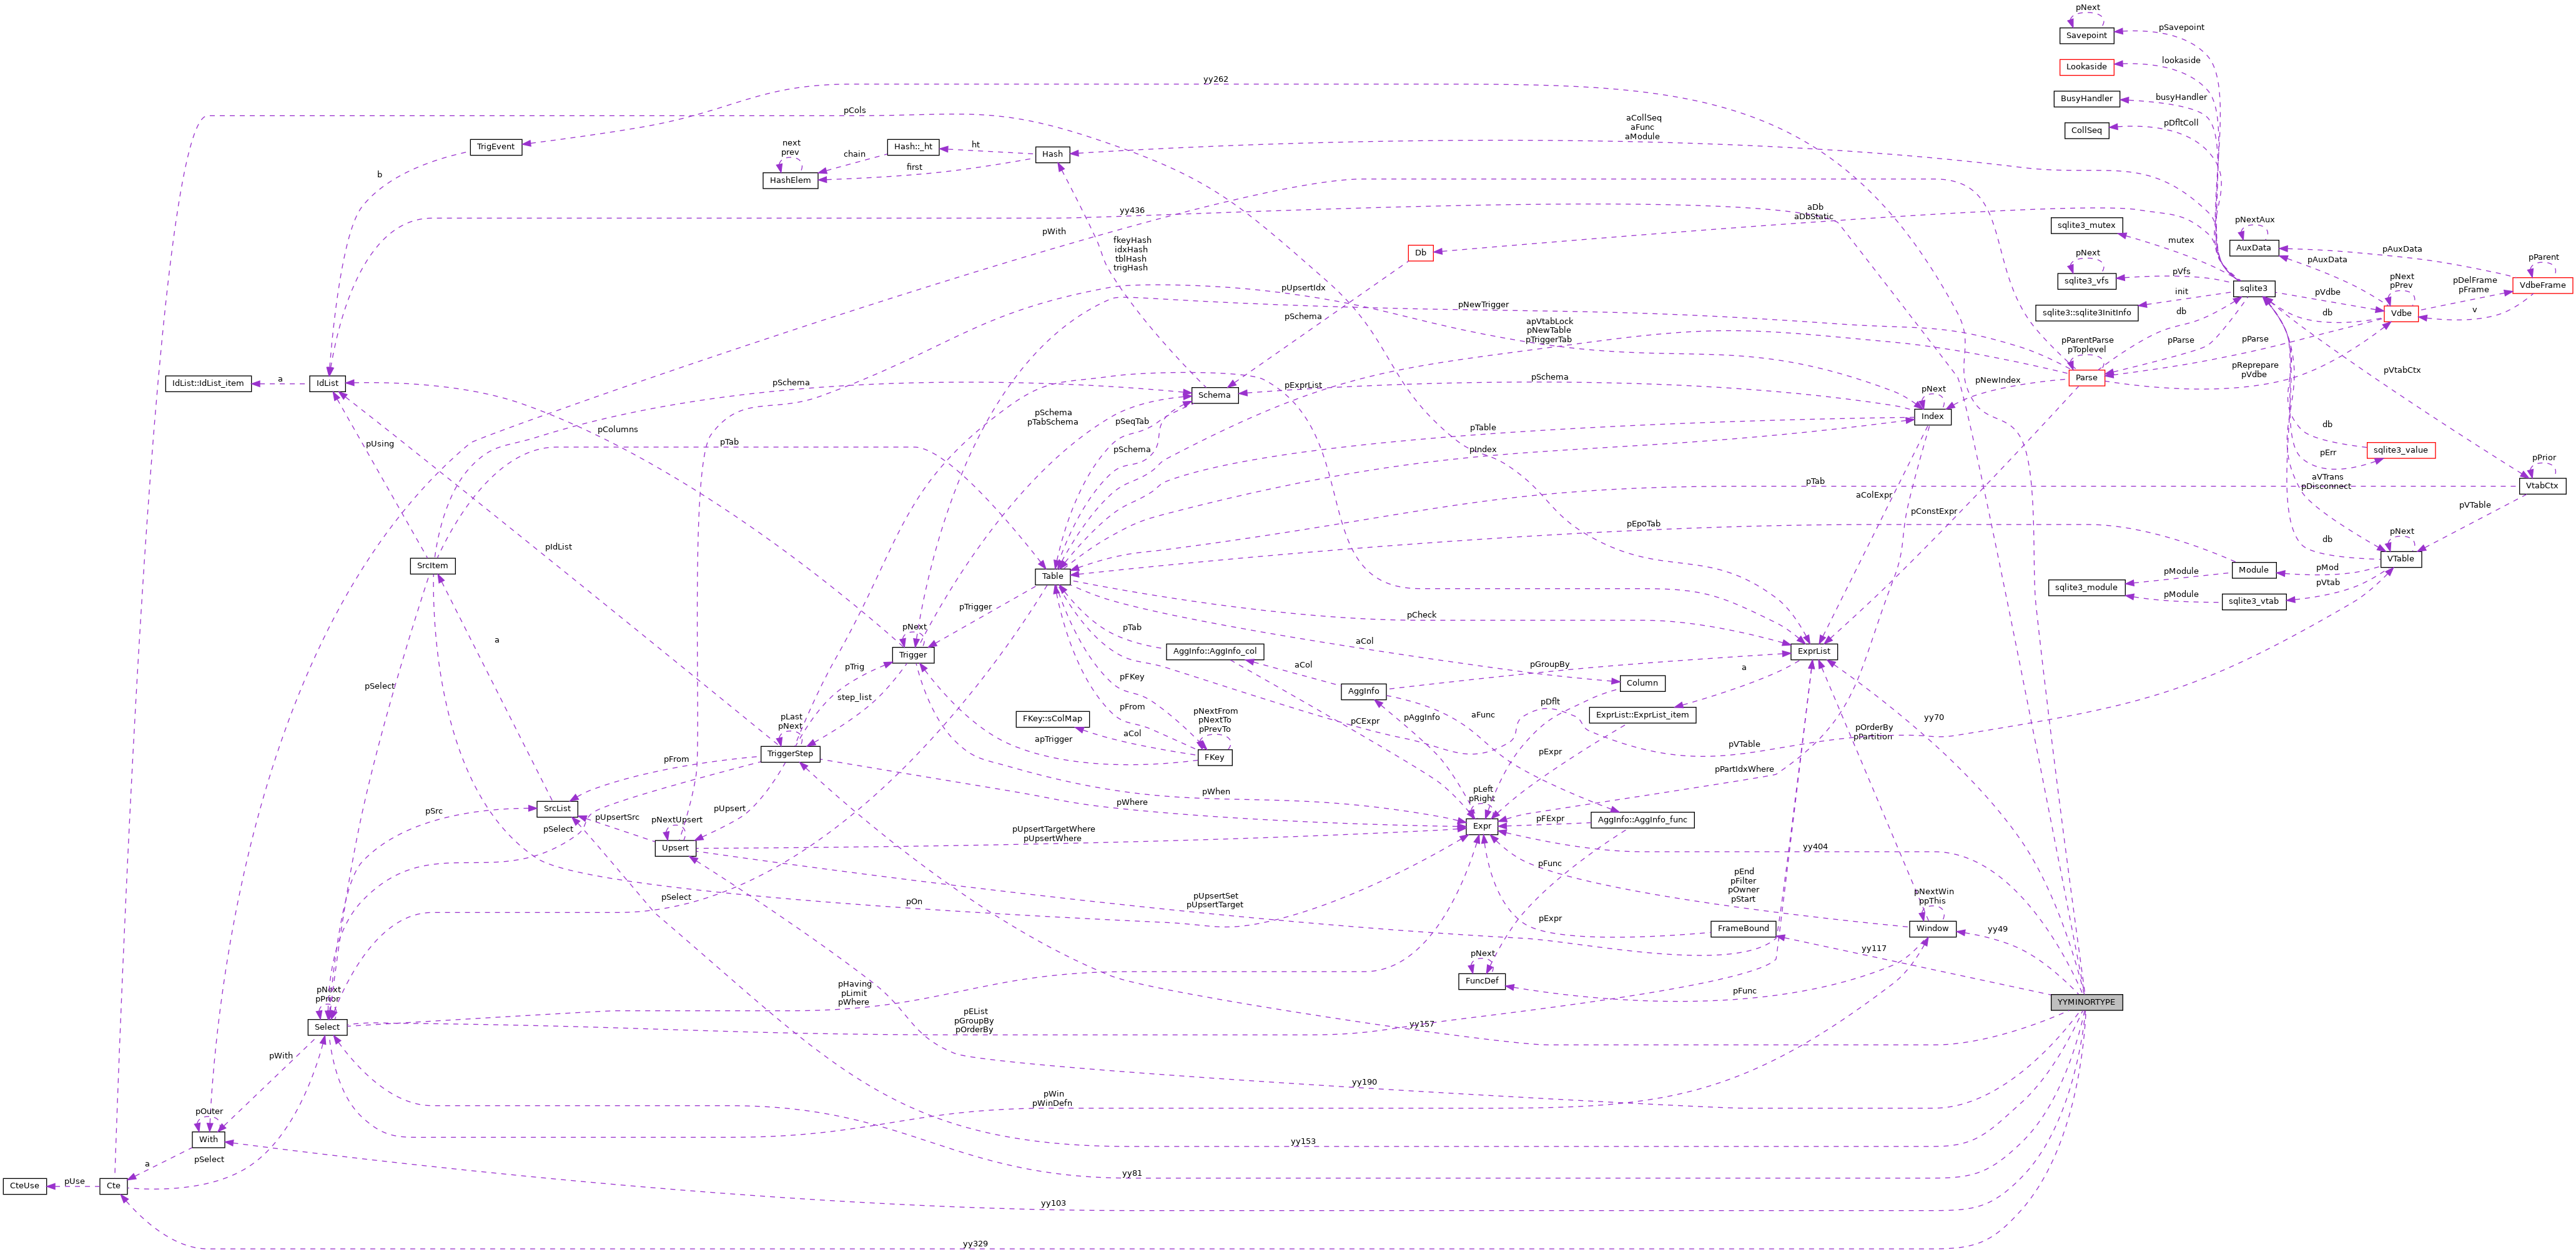 pNext
Savepoint
pSavepoint
Lookaside
lookaside
yy262
BusyHandler
busyHandler
pCols
aCollSeq
aFunc
aModule
CollSeq
pDfltColl
TrigEvent
next
prev
chain
Hash::_ht
ht
Hash
HashElem
first
b
yy436
aDb
aDbStatic
pWith
fkeyHash
idxHash
tblHash
trigHash
Db
sqlite3_mutex
mutex
pNextAux
AuxData
pAuxData
pAuxData
pParent
VdbeFrame
pNext
sqlite3_vfs
pVfs
sqlite3
pUpsertIdx
pNewTrigger
init
pVdbe
pNext
pPrev
pDelFrame
pFrame
sqlite3::sqlite3InitInfo
db
db
Vdbe
v
pSchema
apVtabLock
pNewTable
pTriggerTab
pParentParse
pToplevel
pParse
pParse
IdList::IdList_item
a
IdList
pSchema
pExprList
pSchema
Parse
pNewIndex
pReprepare
pVdbe
pVtabCtx
Schema
pNext
Index
pUsing
pColumns
pTab
pSchema
pTabSchema
pSeqTab
pSchema
pTable
pIndex
db
pErr
sqlite3_value
pTab
aColExpr
aVTrans
pDisconnect
pPrior
VtabCtx
pConstExpr
pEpoTab
pVTable
pIdList
db
pNext
VTable
SrcItem
Table
Module
pMod
pModule
pVtab
sqlite3_module
pModule
sqlite3_vtab
pTrigger
pCheck
a
pNext
Trigger
pTab
aCol
AggInfo::AggInfo_col
ExprList
pTrig
pFKey
aCol
pGroupBy
a
pSelect
step_list
AggInfo
Column
pDflt
pLast
pNext
pFrom
FKey::sColMap
pNextFrom
pNextTo
pPrevTo
pCExpr
pAggInfo
aFunc
ExprList::ExprList_item
yy70
apTrigger
aCol
pOrderBy
pPartition
TriggerStep
FKey
pExpr
pVTable
pFrom
pPartIdxWhere
pWhen
pLeft
pRight
pSrc
SrcList
pUpsert
pWhere
pUpsertSrc
pNextUpsert
pSelect
pUpsertTargetWhere
pUpsertWhere
Expr
pFExpr
AggInfo::AggInfo_func
Upsert
yy404
pFunc
pEnd
pFilter
pOwner
pStart
pSelect
pOn
pUpsertSet
pUpsertTarget
pNextWin
ppThis
pExpr
FrameBound
Window
yy49
yy117
pNext
FuncDef
pFunc
pNext
pPrior
pHaving
pLimit
pWhere
YYMINORTYPE
Select
pEList
pGroupBy
pOrderBy
yy157
pWith
yy190
pWin
pWinDefn
pOuter
With
yy153
a
pSelect
yy81
CteUse
pUse
Cte
yy103
yy329